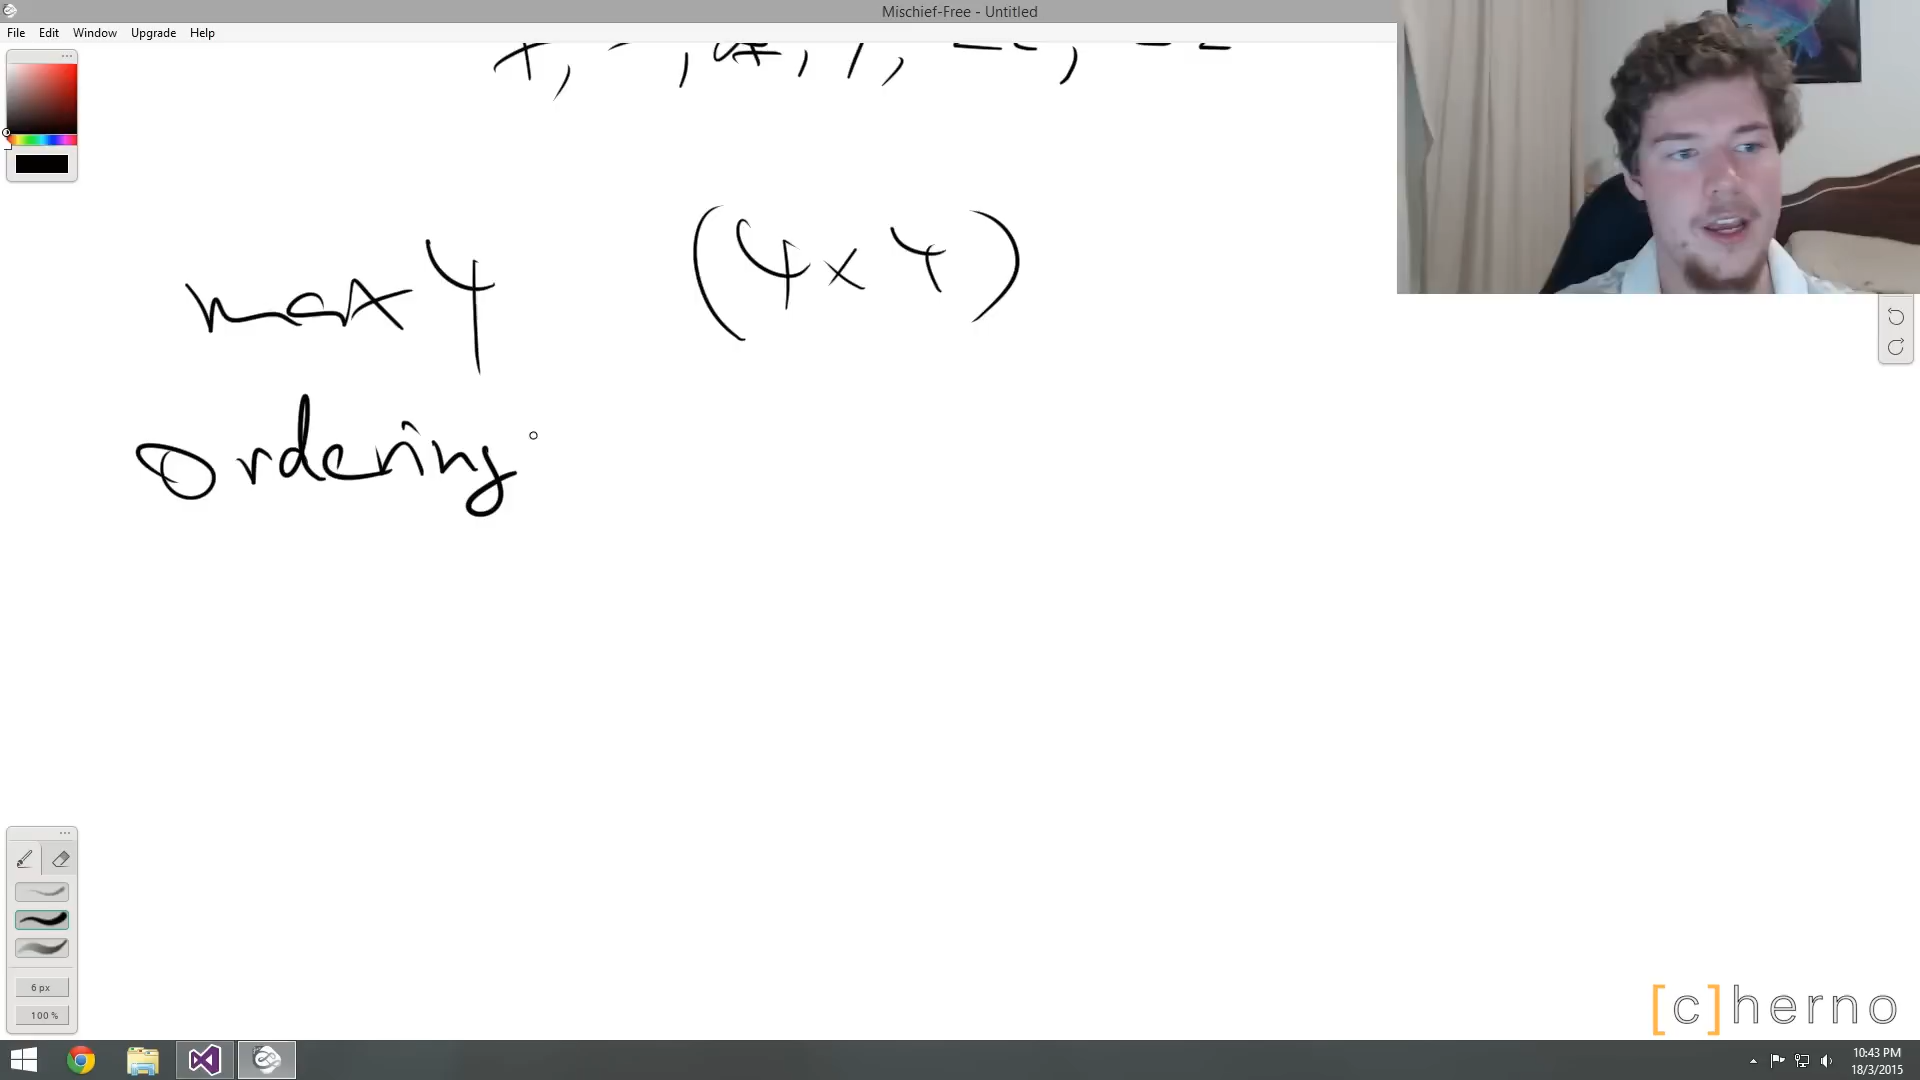 Mischief-Free - Untitled
File Edit Window Upgrade Help
+, -, *, /, ==, !=
mat4 (4x4)
ordering
6 px
100 %
[c]herno
10:43 PM
18/3/2015